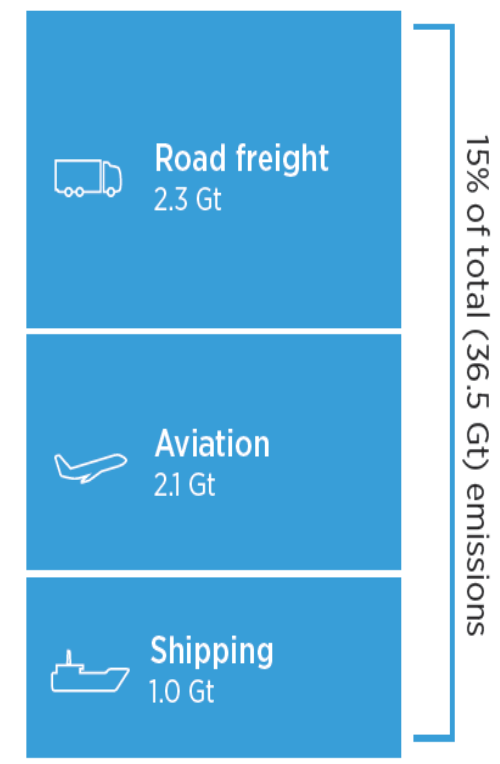 Road freight
2.3 Gt
Aviation
2.1 Gt
Shipping
1.0 Gt
15% of total (36.5 Gt) emissions